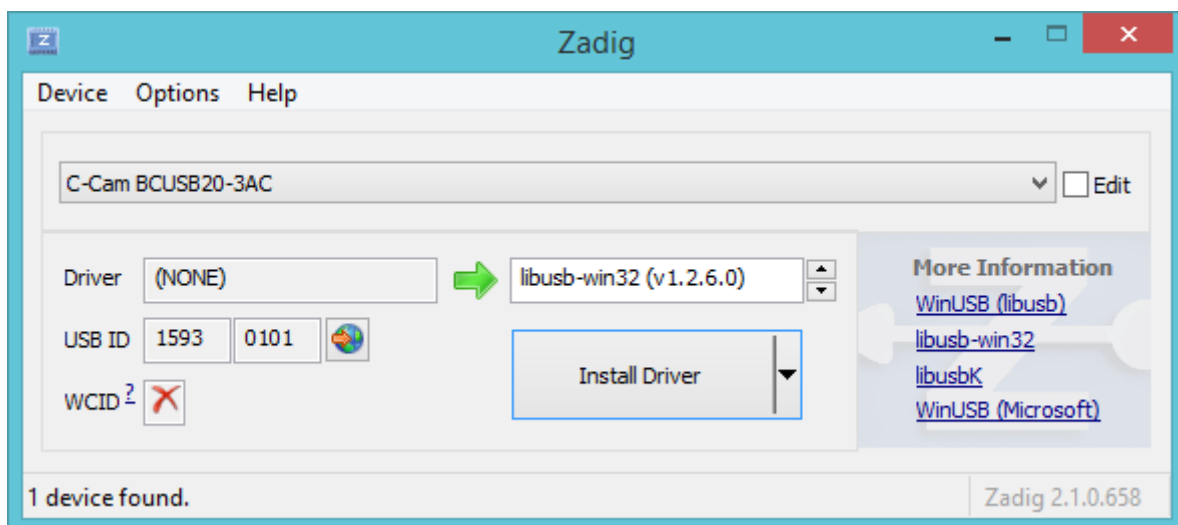 Zadig
Device Options Help
C-Cam BCUSB20-3AC
Edit
Driver (NONE) libusb-win32 (v1.2.6.0)
USB ID 1593 0101
WCID ?
Install Driver
More Information
WinUSB (libusb)
libusb-win32
libusbK
WinUSB (Microsoft)
1 device found.
Zadig 2.1.0.658